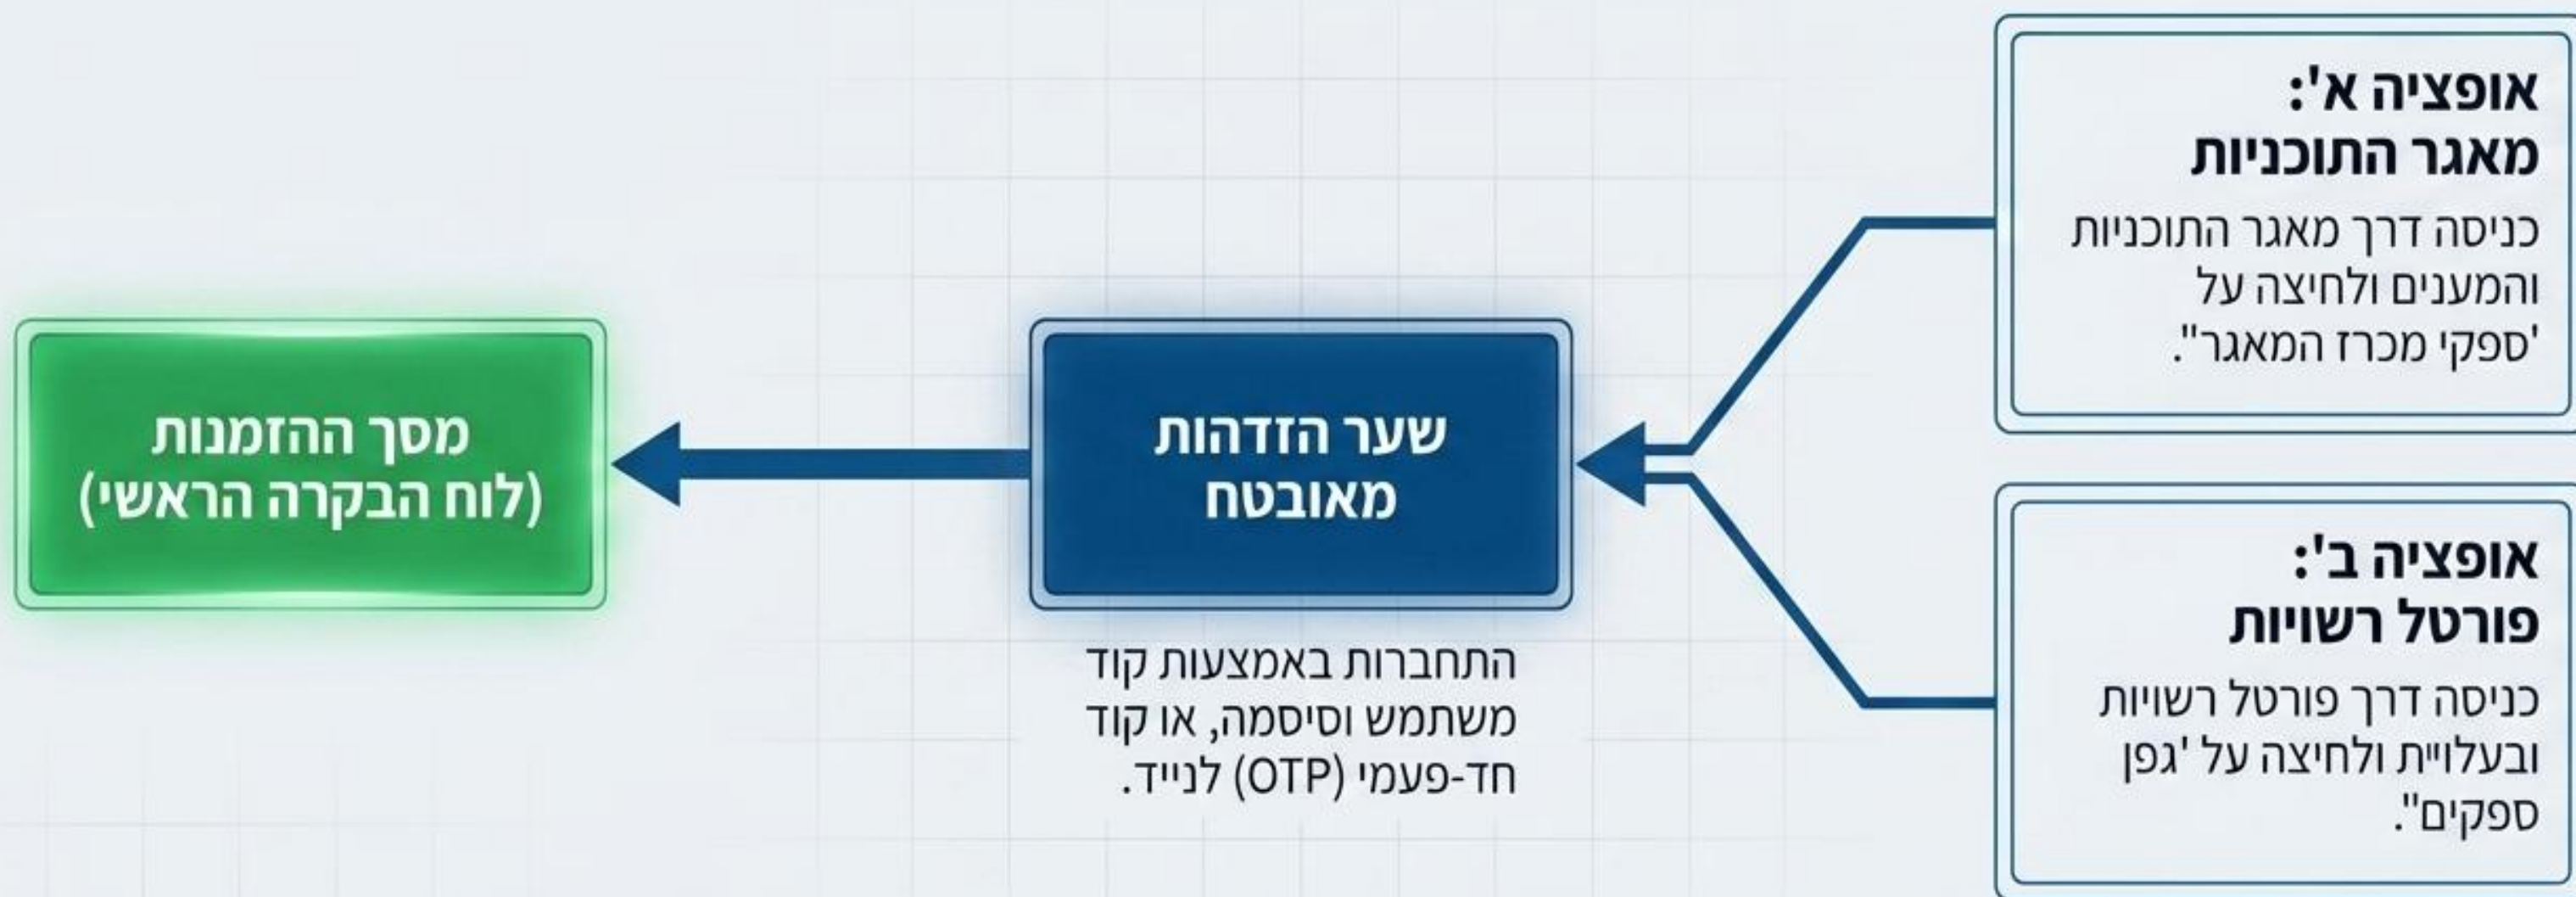 אופציה א':
מאגר התוכניות
כניסה דרך מאגר התוכניות
והמענים ולחיצה על
'ספקי מכרז המאגר".
אופציה ב':
פורטל רשויות
כניסה דרך פורטל רשויות
ובעלוי"ת ולחיצה על 'גפן
ספקים".
שער הזדהות
מאובטח
התחברות באמצעות קוד
משתמש וסיסמה, או קוד
חד-פעמי (OTP) לנייד.
מסך ההזמנות
(לוח הבקרה הראשי)